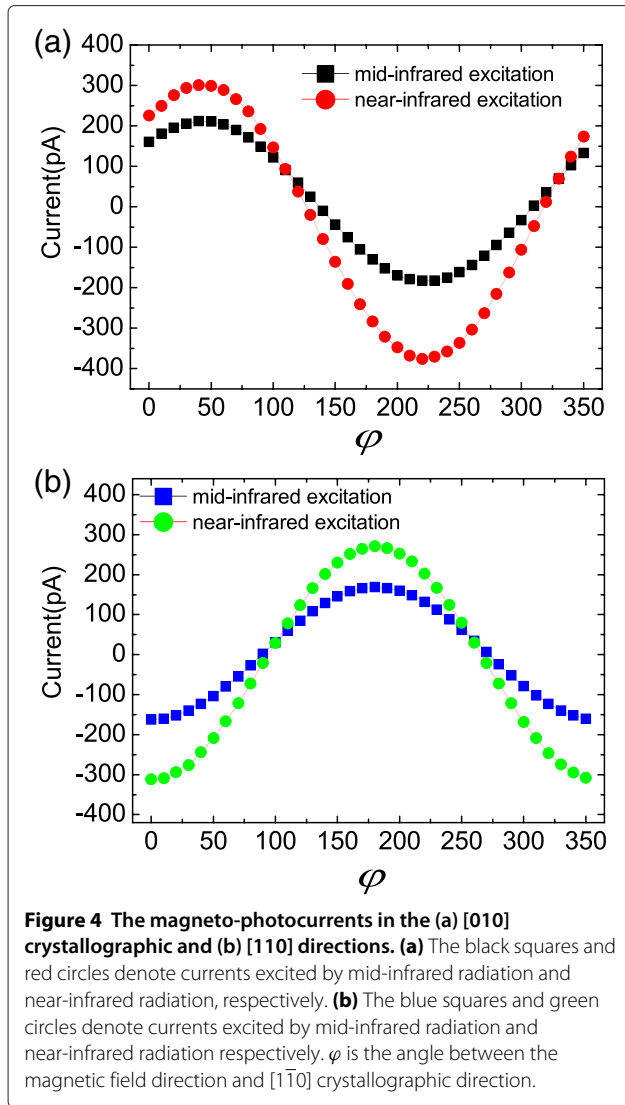 (a)
400
300
200
100
0
-100
-200
-300
-400
Current(pA)
mid-infrared excitation
near-infrared excitation
0 50 100 150 200 250 300 350
φ
(b)
400
300
200
100
0
-100
-200
-300
-400
Current(pA)
mid-infrared excitation
near-infrared excitation
0 50 100 150 200 250 300 350
φ
Figure 4 The magneto-photocurrents in the (a) [010]
crystallographic and (b) [110] directions. (a) The black squares and
red circles denote currents excited by mid-infrared radiation and
near-infrared radiation, respectively. (b) The blue squares and green
circles denote currents excited by mid-infrared radiation and
near-infrared radiation respectively. φ is the angle between the
magnetic field direction and [11̅0] crystallographic direction.